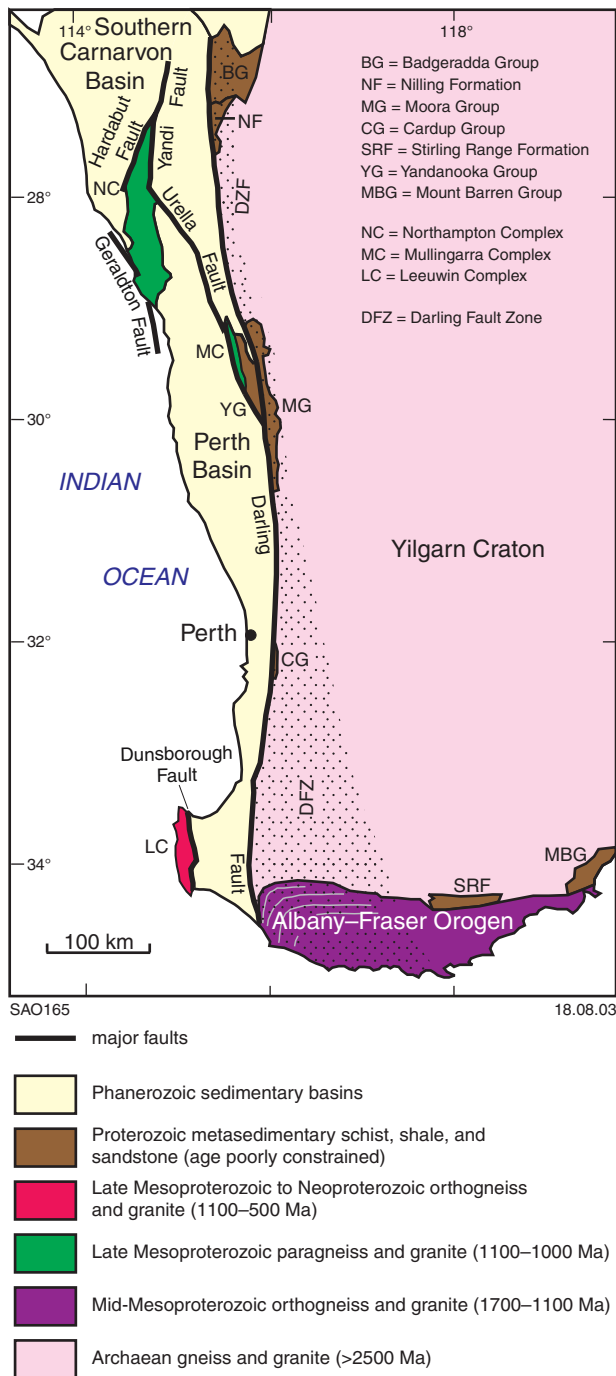 114°
118°
Southern
Carnarvon
Basin
BG
NF
DZF
Hardabut
Fault
Yandi
Fault
NC
Urella
Fault
Geraldton Fault
28°
MC
YG
MG
30°
Perth
Basin
Darling
INDIAN
OCEAN
Yilgarn Craton
Perth
32°
CG
Dunsborough
Fault
DFZ
LC
34°
Fault
SRF
MBG
Albany–Fraser Orogen
100 km
BG = Badgeradda Group
NF = Nilling Formation
MG = Moora Group
CG = Cardup Group
SRF = Stirling Range Formation
YG = Yandanooka Group
MBG = Mount Barren Group
NC = Northampton Complex
MC = Mullingarra Complex
LC = Leeuwin Complex
DFZ = Darling Fault Zone
SAO165
18.08.03
major faults
Phanerozoic sedimentary basins
Proterozoic metasedimentary schist, shale, and
sandstone (age poorly constrained)
Late Mesoproterozoic to Neoproterozoic orthogneiss
and granite (1100–500 Ma)
Late Mesoproterozoic paragneiss and granite (1100–1000 Ma)
Mid-Mesoproterozoic orthogneiss and granite (1700–1100 Ma)
Archaean gneiss and granite (>2500 Ma)